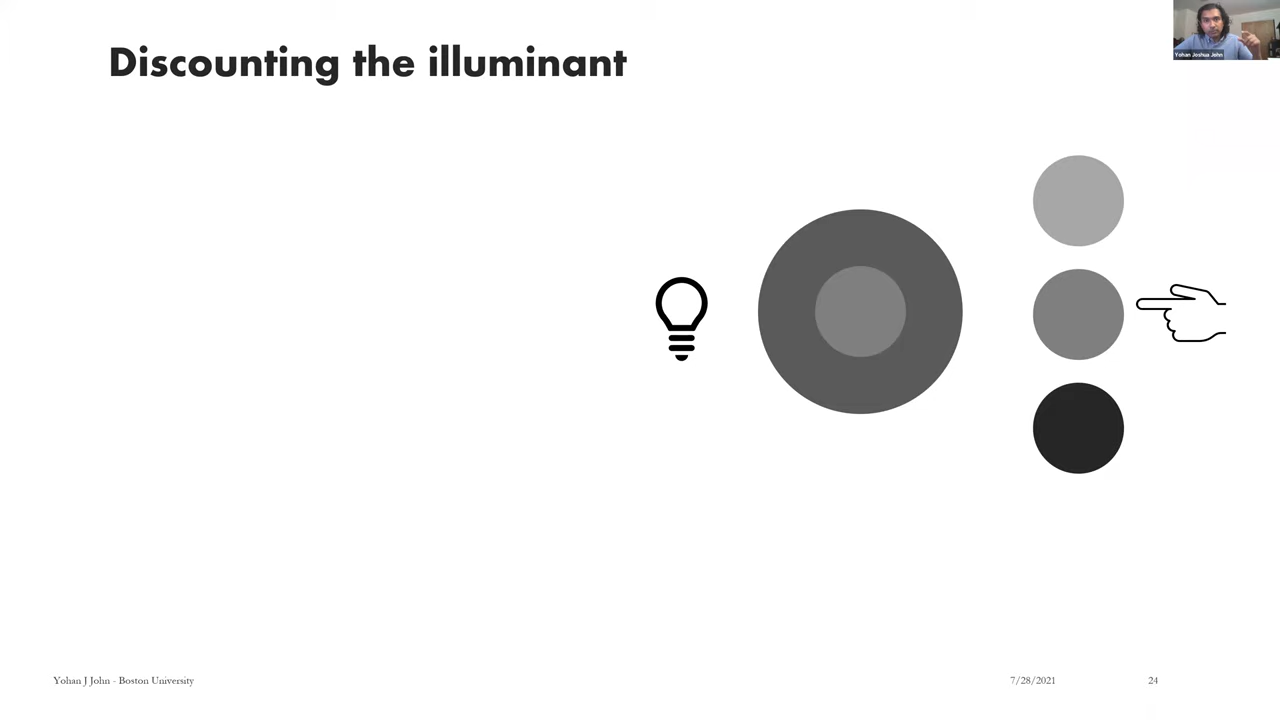 Discounting the illuminant
Yohan Joshua John
Yohan J John - Boston University
7/28/2021
24